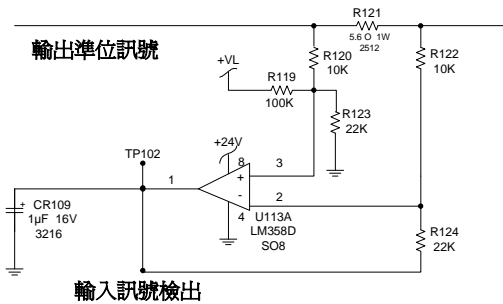 R121
5.6 O 1W
2512
輸出準位訊號
R120
10K
R122
10K
+VL
R119
100K
R123
22K
+24V
TP102
8
3
+
1
-
2
4
U113A
LM358D
SO8
+
CR109
1μF 16V
3216
R124
22K
輸入訊號檢出